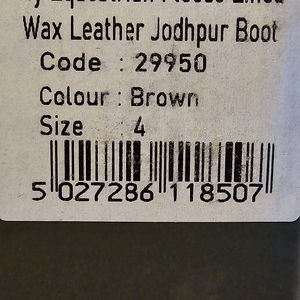 Equestrian Fleece Lined
Wax Leather Jodhpur Boot
Code : 29950
Colour : Brown
Size 4
5 027286 118507